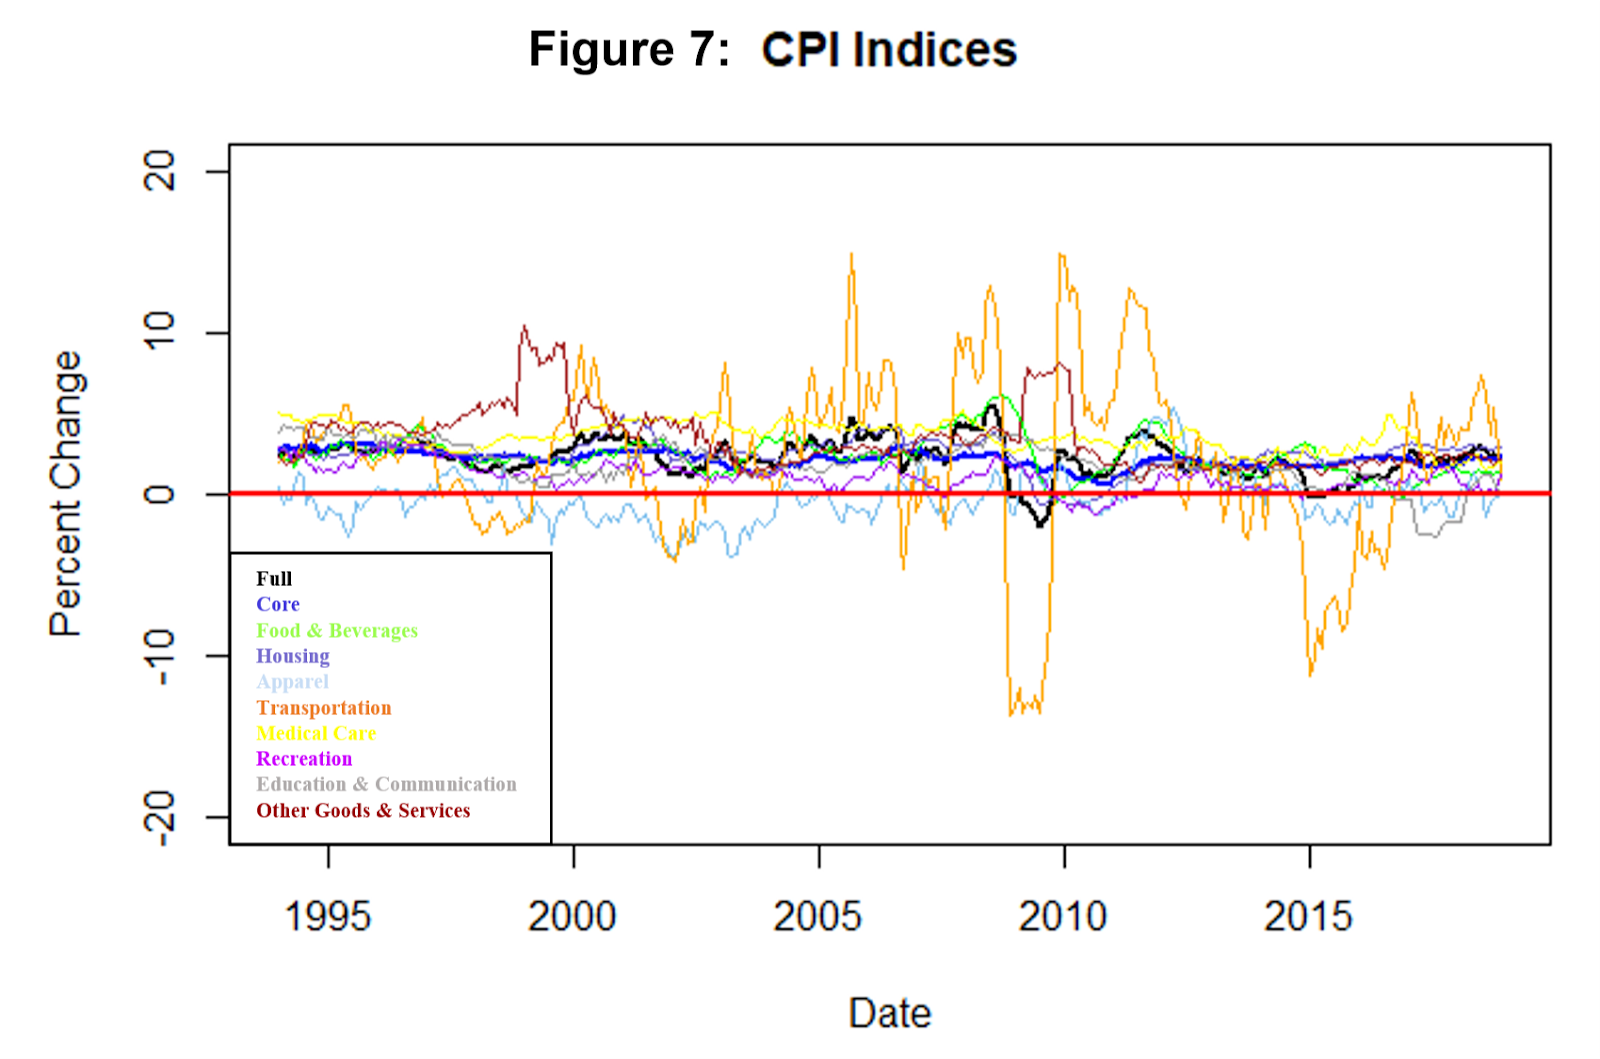 Figure 7: CPI Indices
20
10
0
-10
-20
Percent Change
Full
Core
Food & Beverages
Housing
Apparel
Transportation
Medical Care
Recreation
Education & Communication
Other Goods & Services
1995 2000 2005 2010 2015
Date